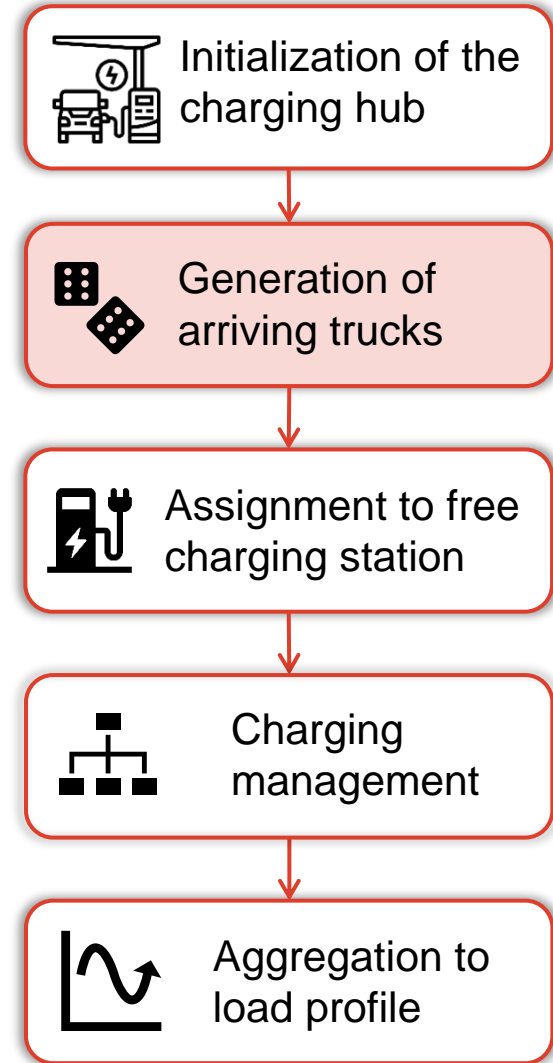 Initialization of the
charging hub
Generation of
arriving trucks
Assignment to free
charging station
Charging
management
Aggregation to
load profile